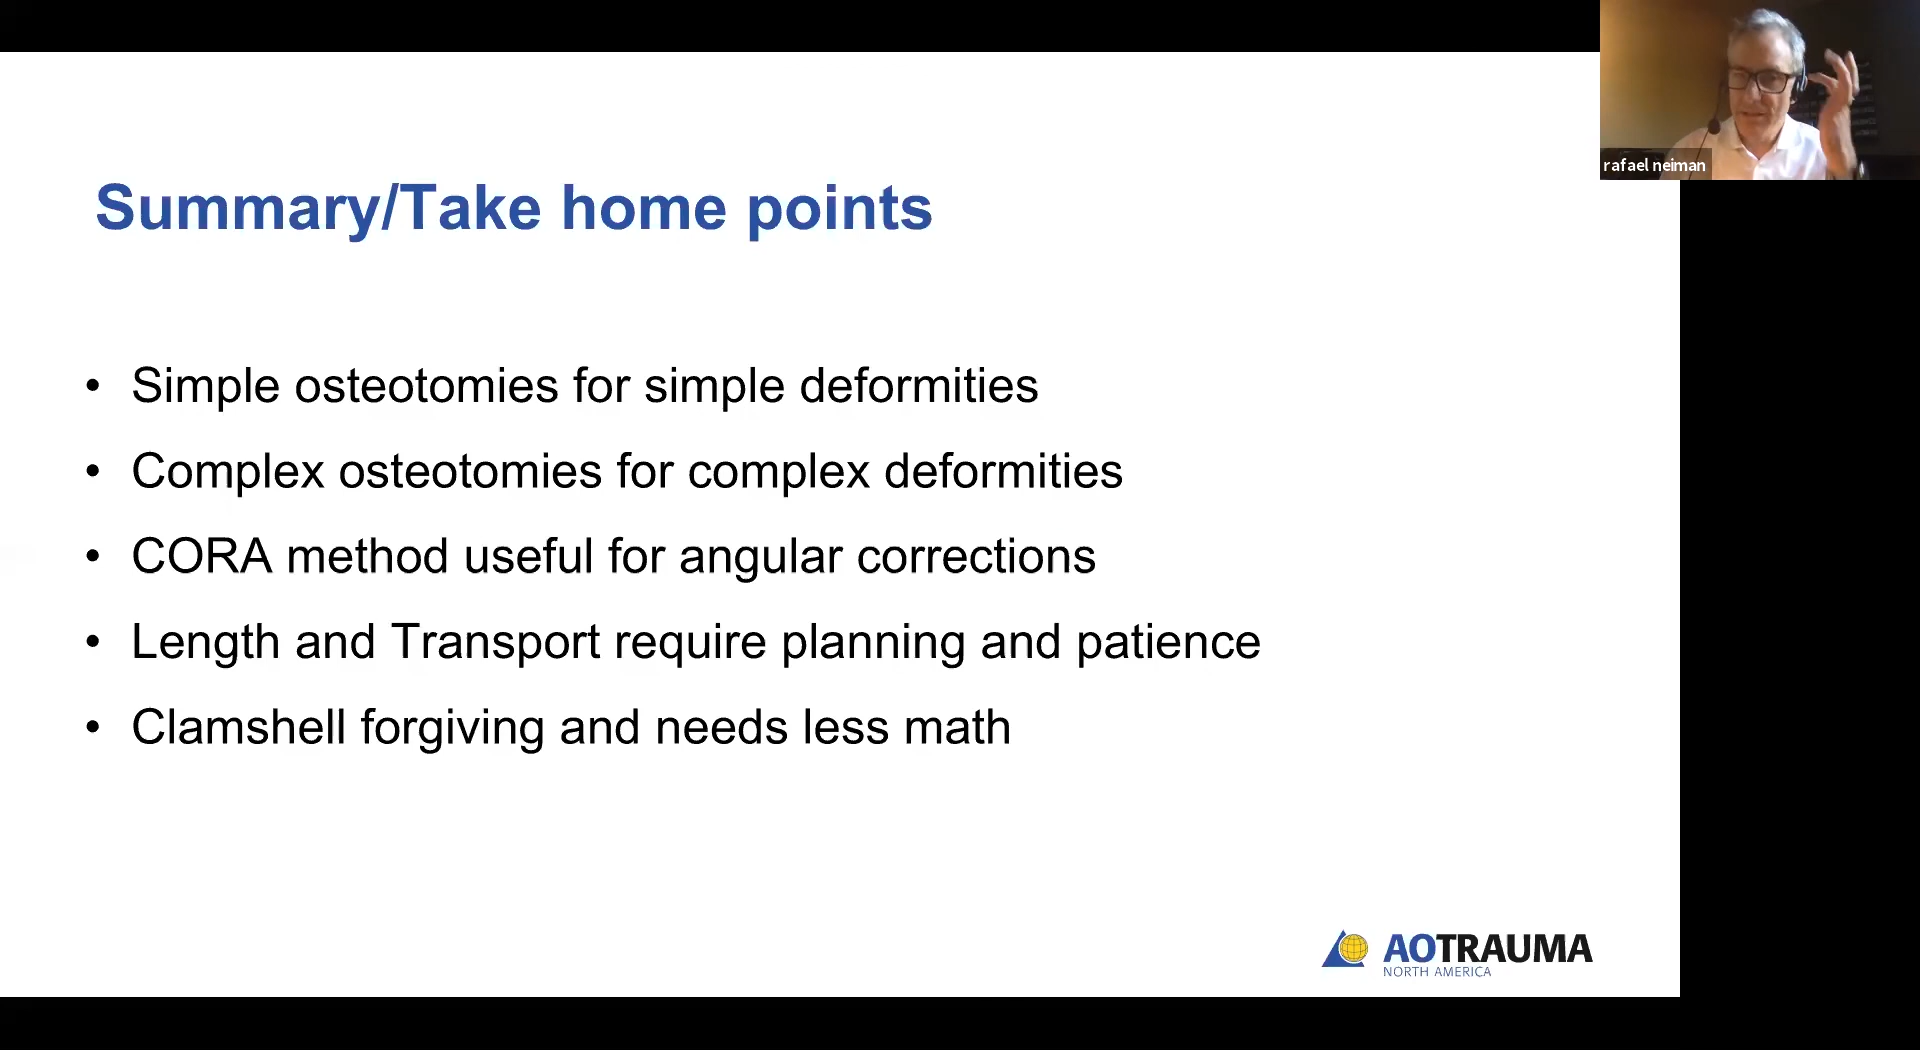 rafael neiman
Summary/Take home points
• Simple osteotomies for simple deformities
• Complex osteotomies for complex deformities
• CORA method useful for angular corrections
• Length and Transport require planning and patience
• Clamshell forgiving and needs less math
AOTRAUMA
NORTH AMERICA